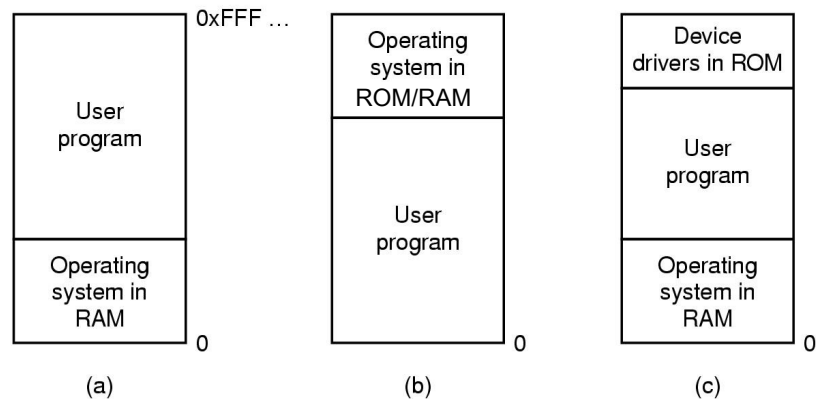 0xFFF ...
User
program
Operating
system in
RAM
0
(a)
Operating
system in
ROM/RAM
User
program
0
(b)
Device
drivers in ROM
User
program
Operating
system in
RAM
0
(c)